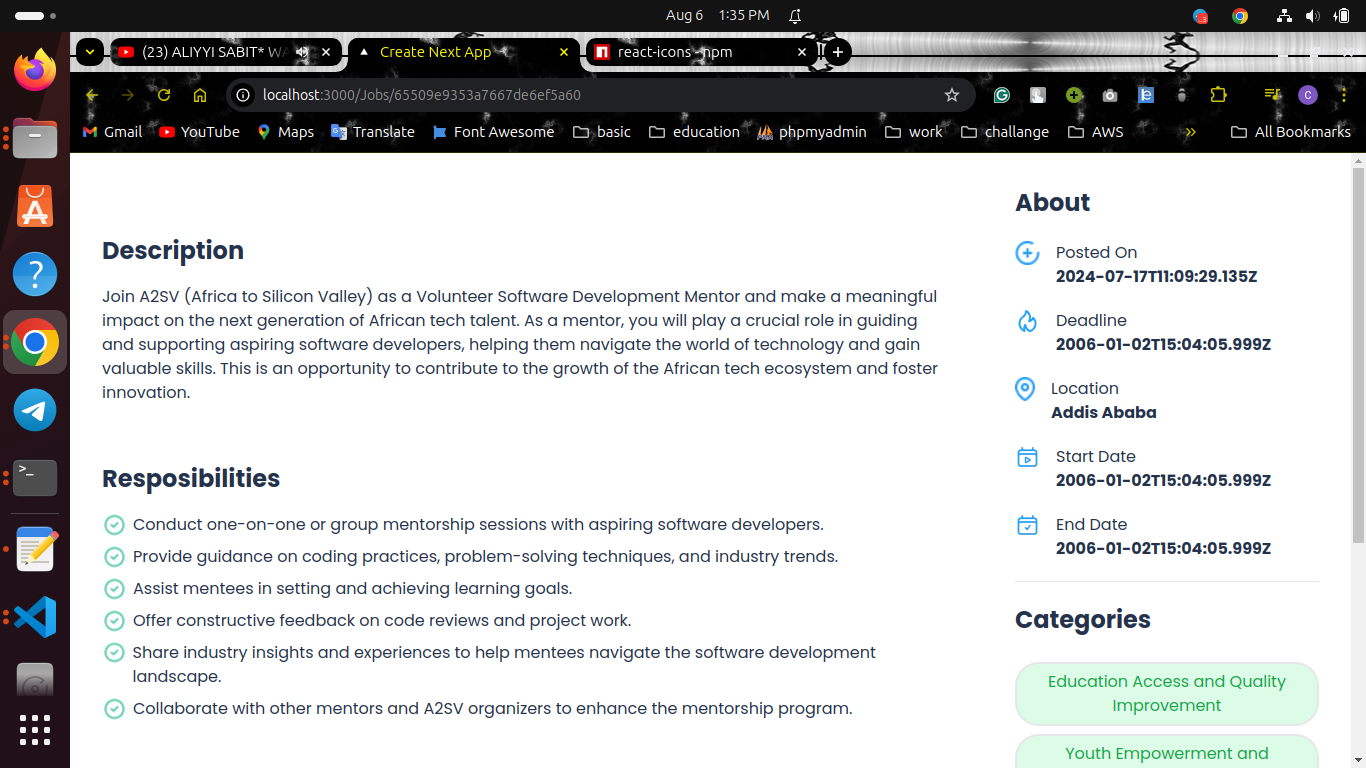 Aug 6 1:35 PM
(23) ALIYYI SABIT* WA
Create Next App
react-icons - npm
localhost:3000/Jobs/65509e9353a7667de6ef5a60
C
Gmail YouTube Maps Translate Font Awesome basic education phpmyadmin work challange AWS » All Bookmarks
About
Posted On
2024-07-17T11:09:29.135Z
Deadline
2006-01-02T15:04:05.999Z
Location
Addis Ababa
Start Date
2006-01-02T15:04:05.999Z
End Date
2006-01-02T15:04:05.999Z
Categories
Education Access and Quality
Improvement
Youth Empowerment and
Description
Join A2SV (Africa to Silicon Valley) as a Volunteer Software Development Mentor and make a meaningful
impact on the next generation of African tech talent. As a mentor, you will play a crucial role in guiding
and supporting aspiring software developers, helping them navigate the world of technology and gain
valuable skills. This is an opportunity to contribute to the growth of the African tech ecosystem and foster
innovation.
Resposibilities
Conduct one-on-one or group mentorship sessions with aspiring software developers.
Provide guidance on coding practices, problem-solving techniques, and industry trends.
Assist mentees in setting and achieving learning goals.
Offer constructive feedback on code reviews and project work.
Share industry insights and experiences to help mentees navigate the software development
landscape.
Collaborate with other mentors and A2SV organizers to enhance the mentorship program.